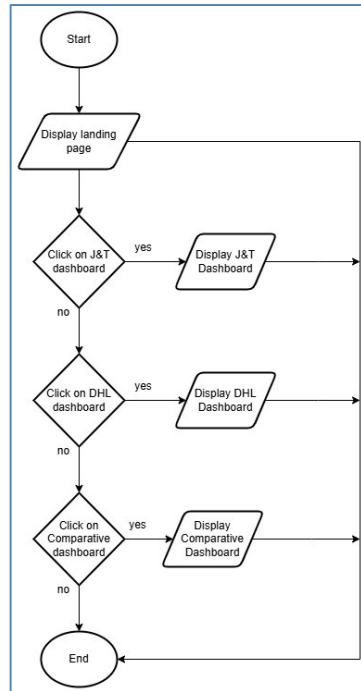 Start
Display landing
page
Click on J&T
dashboard
yes
Display J&T
Dashboard
no
Click on DHL
dashboard
yes
Display DHL
Dashboard
no
Click on
Comparative
dashboard
yes
Display
Comparative
Dashboard
no
End